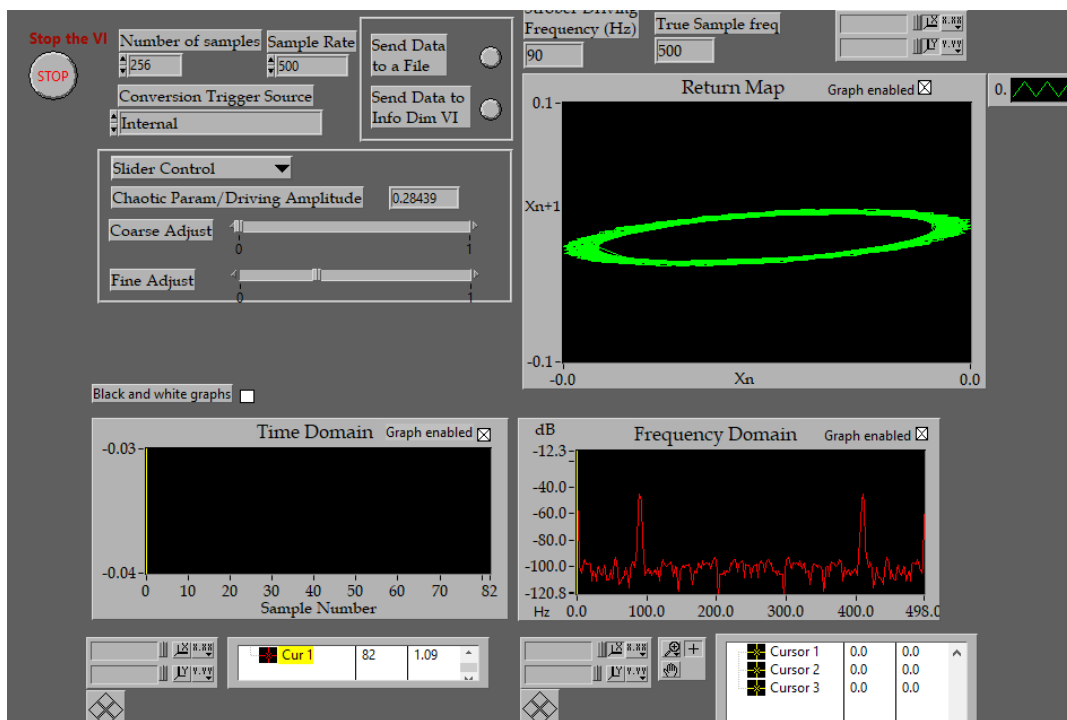 Strobel Driving
Frequency (Hz)
90
True Sample freq
500
Stop the VI
STOP
Number of samples
256
Sample Rate
500
Conversion Trigger Source
Internal
Send Data
to a File
Send Data to
Info Dim VI
Slider Control
Chaotic Param/Driving Amplitude
0.28439
Coarse Adjust
0
1
Fine Adjust
0
1
Return Map
Graph enabled
0.1
Xn+1
-0.1
-0.0
Xn
0.0
0.
Black and white graphs
Time Domain
Graph enabled
-0.03
-0.04
0 10 20 30 40 50 60 70 82
Sample Number
dB
Frequency Domain
Graph enabled
-12.3
-40.0
-60.0
-80.0
-100.0
-120.8
Hz 0.0 100.0 200.0 300.0 400.0 498.0
Cur 1 82 1.09
Cursor 1 0.0 0.0
Cursor 2 0.0 0.0
Cursor 3 0.0 0.0